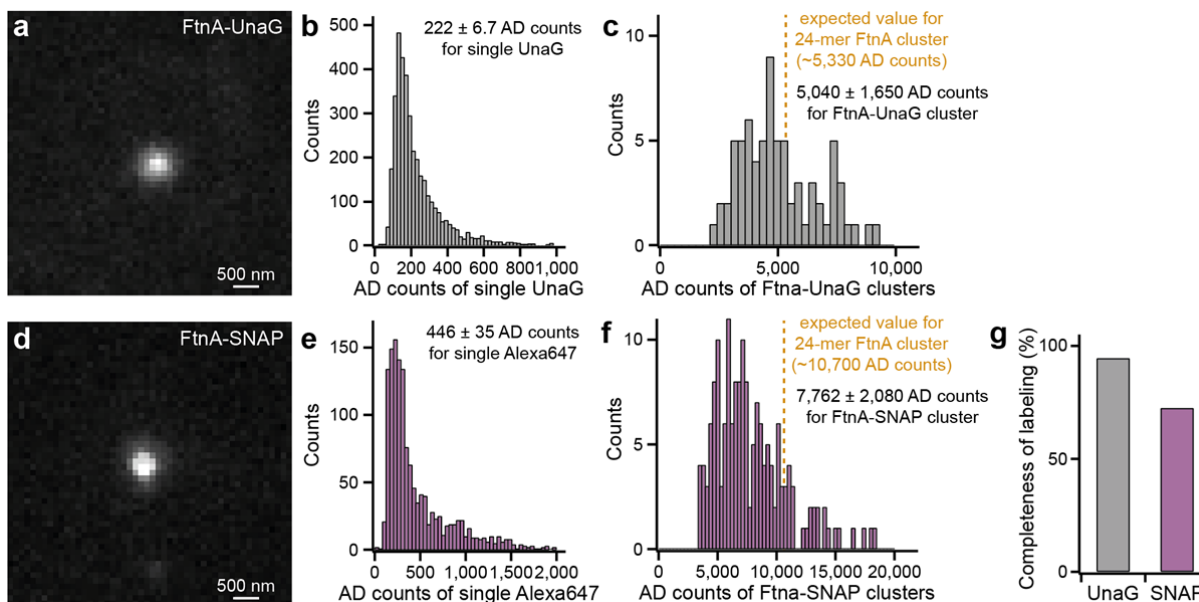 a
FtnA-UnaG
500 nm
b
222 ± 6.7 AD counts
for single UnaG
Counts
500
400
300
200
100
0
0 200 400 600 800 1,000
AD counts of single UnaG
c
expected value for
24-mer FtnA cluster
(~5,330 AD counts)
5,040 ± 1,650 AD counts
for FtnA-UnaG cluster
Counts
10
5
0
0 5,000 10,000
AD counts of Ftna-UnaG clusters
d
FtnA-SNAP
500 nm
e
446 ± 35 AD counts
for single Alexa647
Counts
150
100
50
0
0 500 1,000 1,500 2,000
AD counts of single Alexa647
f
expected value for
24-mer FtnA cluster
(~10,700 AD counts)
7,762 ± 2,080 AD counts
for FtnA-SNAP cluster
Counts
10
5
0
0 5,000 10,000 15,000 20,000
AD counts of Ftna-SNAP clusters
g
Completeness of labeling (%)
100
50
0
UnaG SNAP